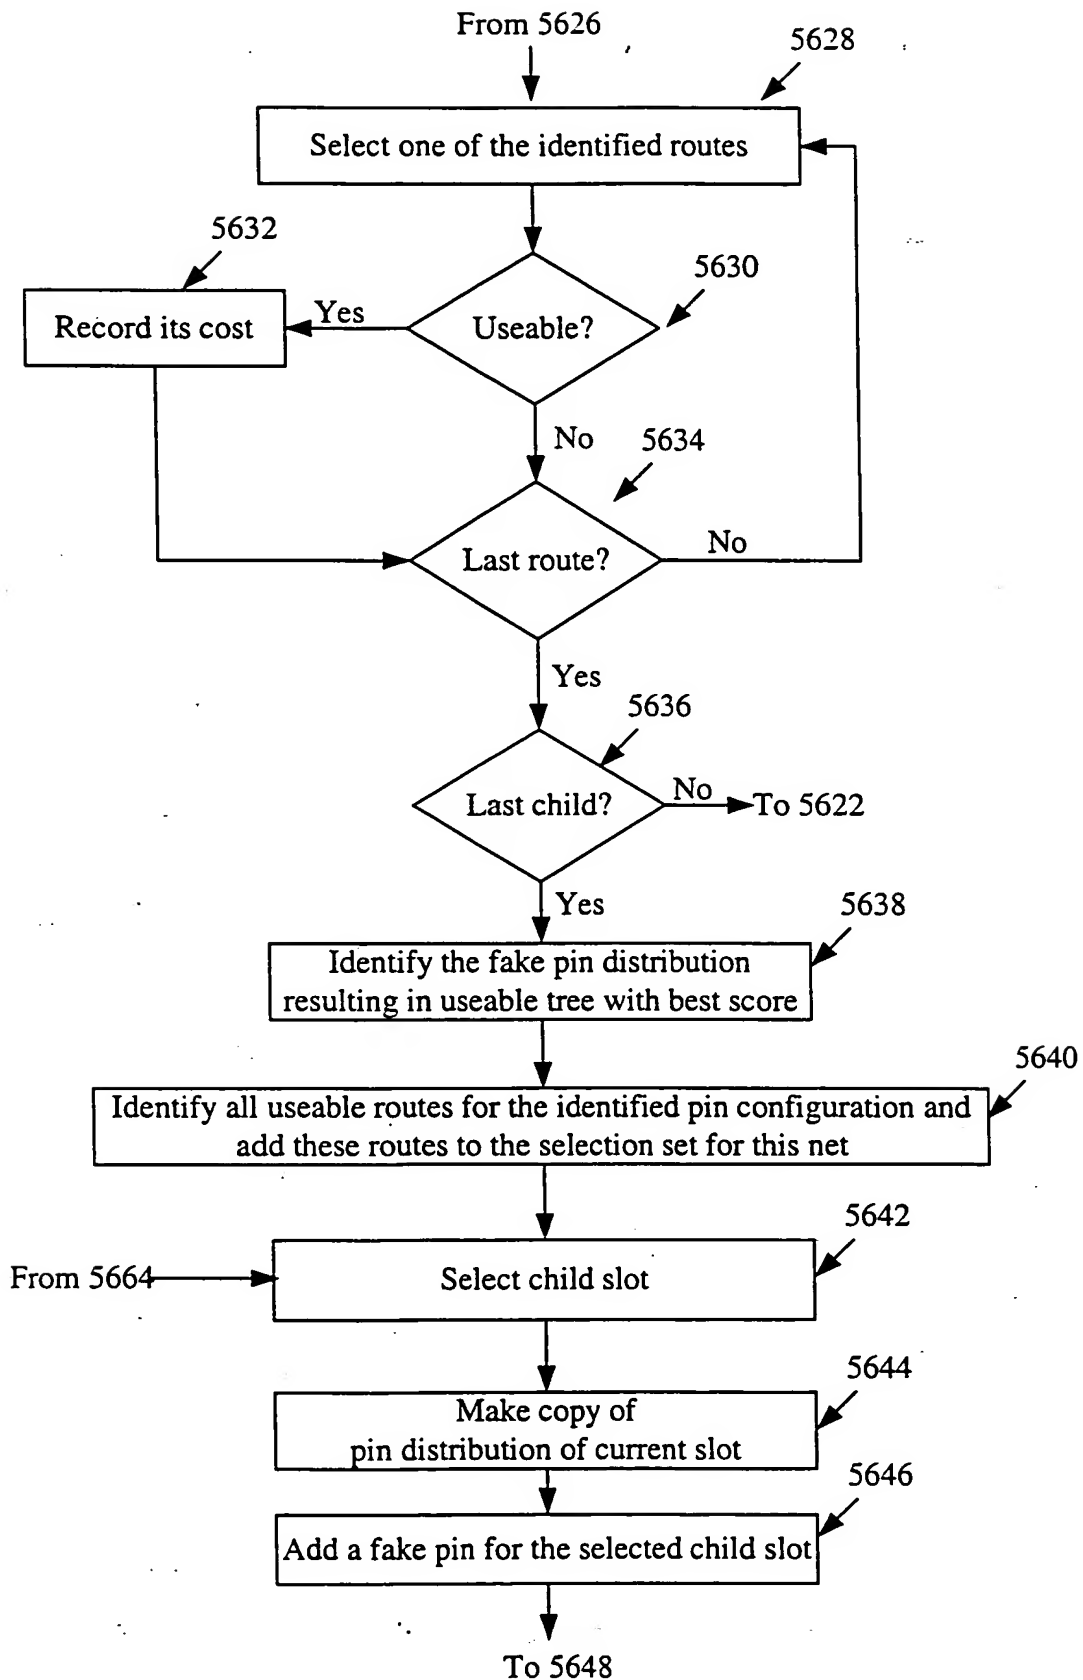 From 5626
5628
Select one of the identified routes
5632
5630
Record its cost
Yes
Useable?
No
5634
Last route?
No
Yes
5636
Last child?
No
To 5622
Yes
5638
Identify the fake pin distribution
resulting in useable tree with best score
5640
Identify all useable routes for the identified pin configuration and
add these routes to the selection set for this net
5642
From 5664
Select child slot
5644
Make copy of
pin distribution of current slot
5646
Add a fake pin for the selected child slot
To 5648